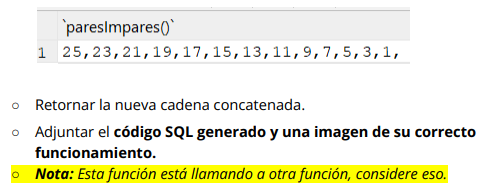 `paresImpares()`
1 25,23,21,19,17,15,13,11,9,7,5,3,1,
○ Retornar la nueva cadena concatenada.
○ Adjuntar el código SQL generado y una imagen de su correcto
funcionamiento.
○ Nota: Esta función está llamando a otra función, considere eso.